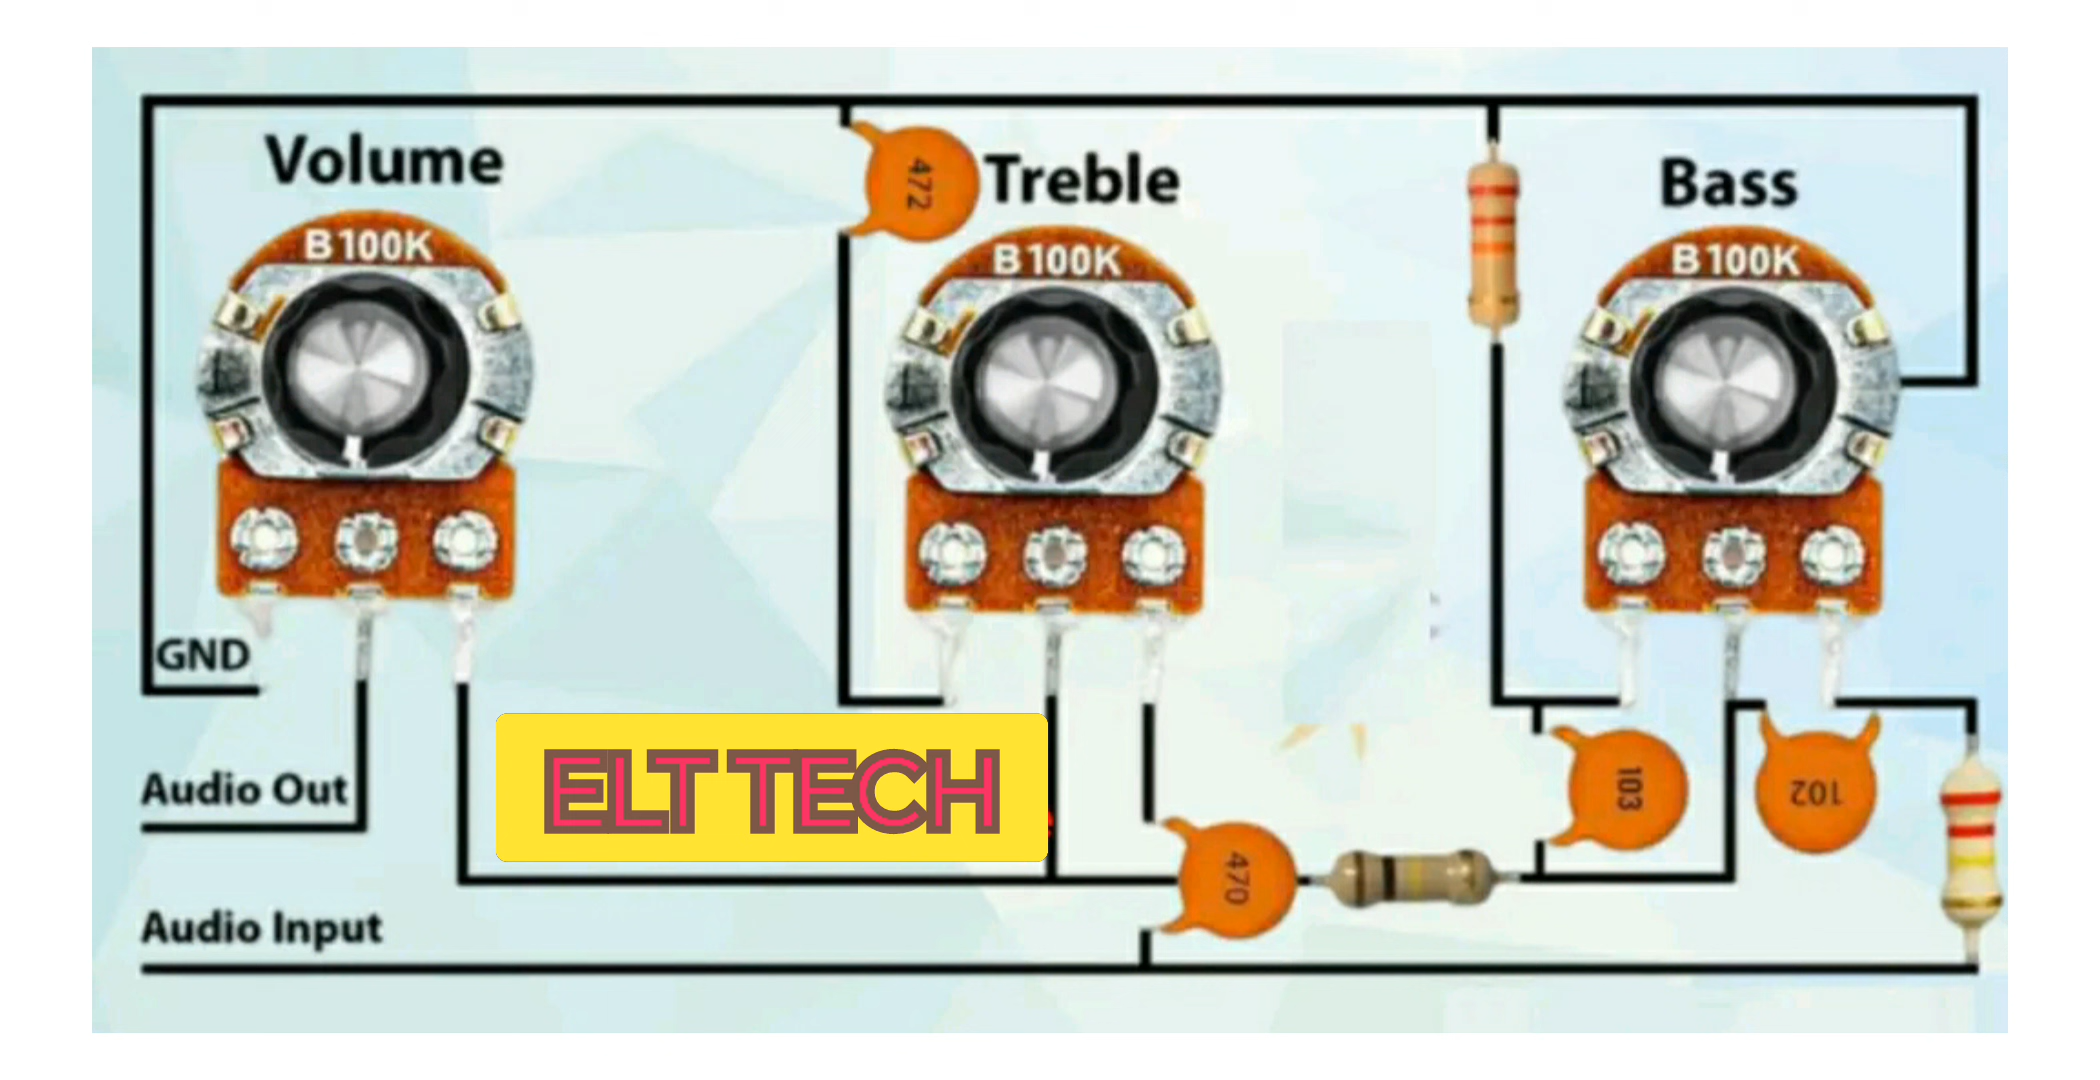 Volume
Treble
Bass
B100K
B100K
B100K
472
GND
ELT TECH
Audio Out
103
102
470
Audio Input